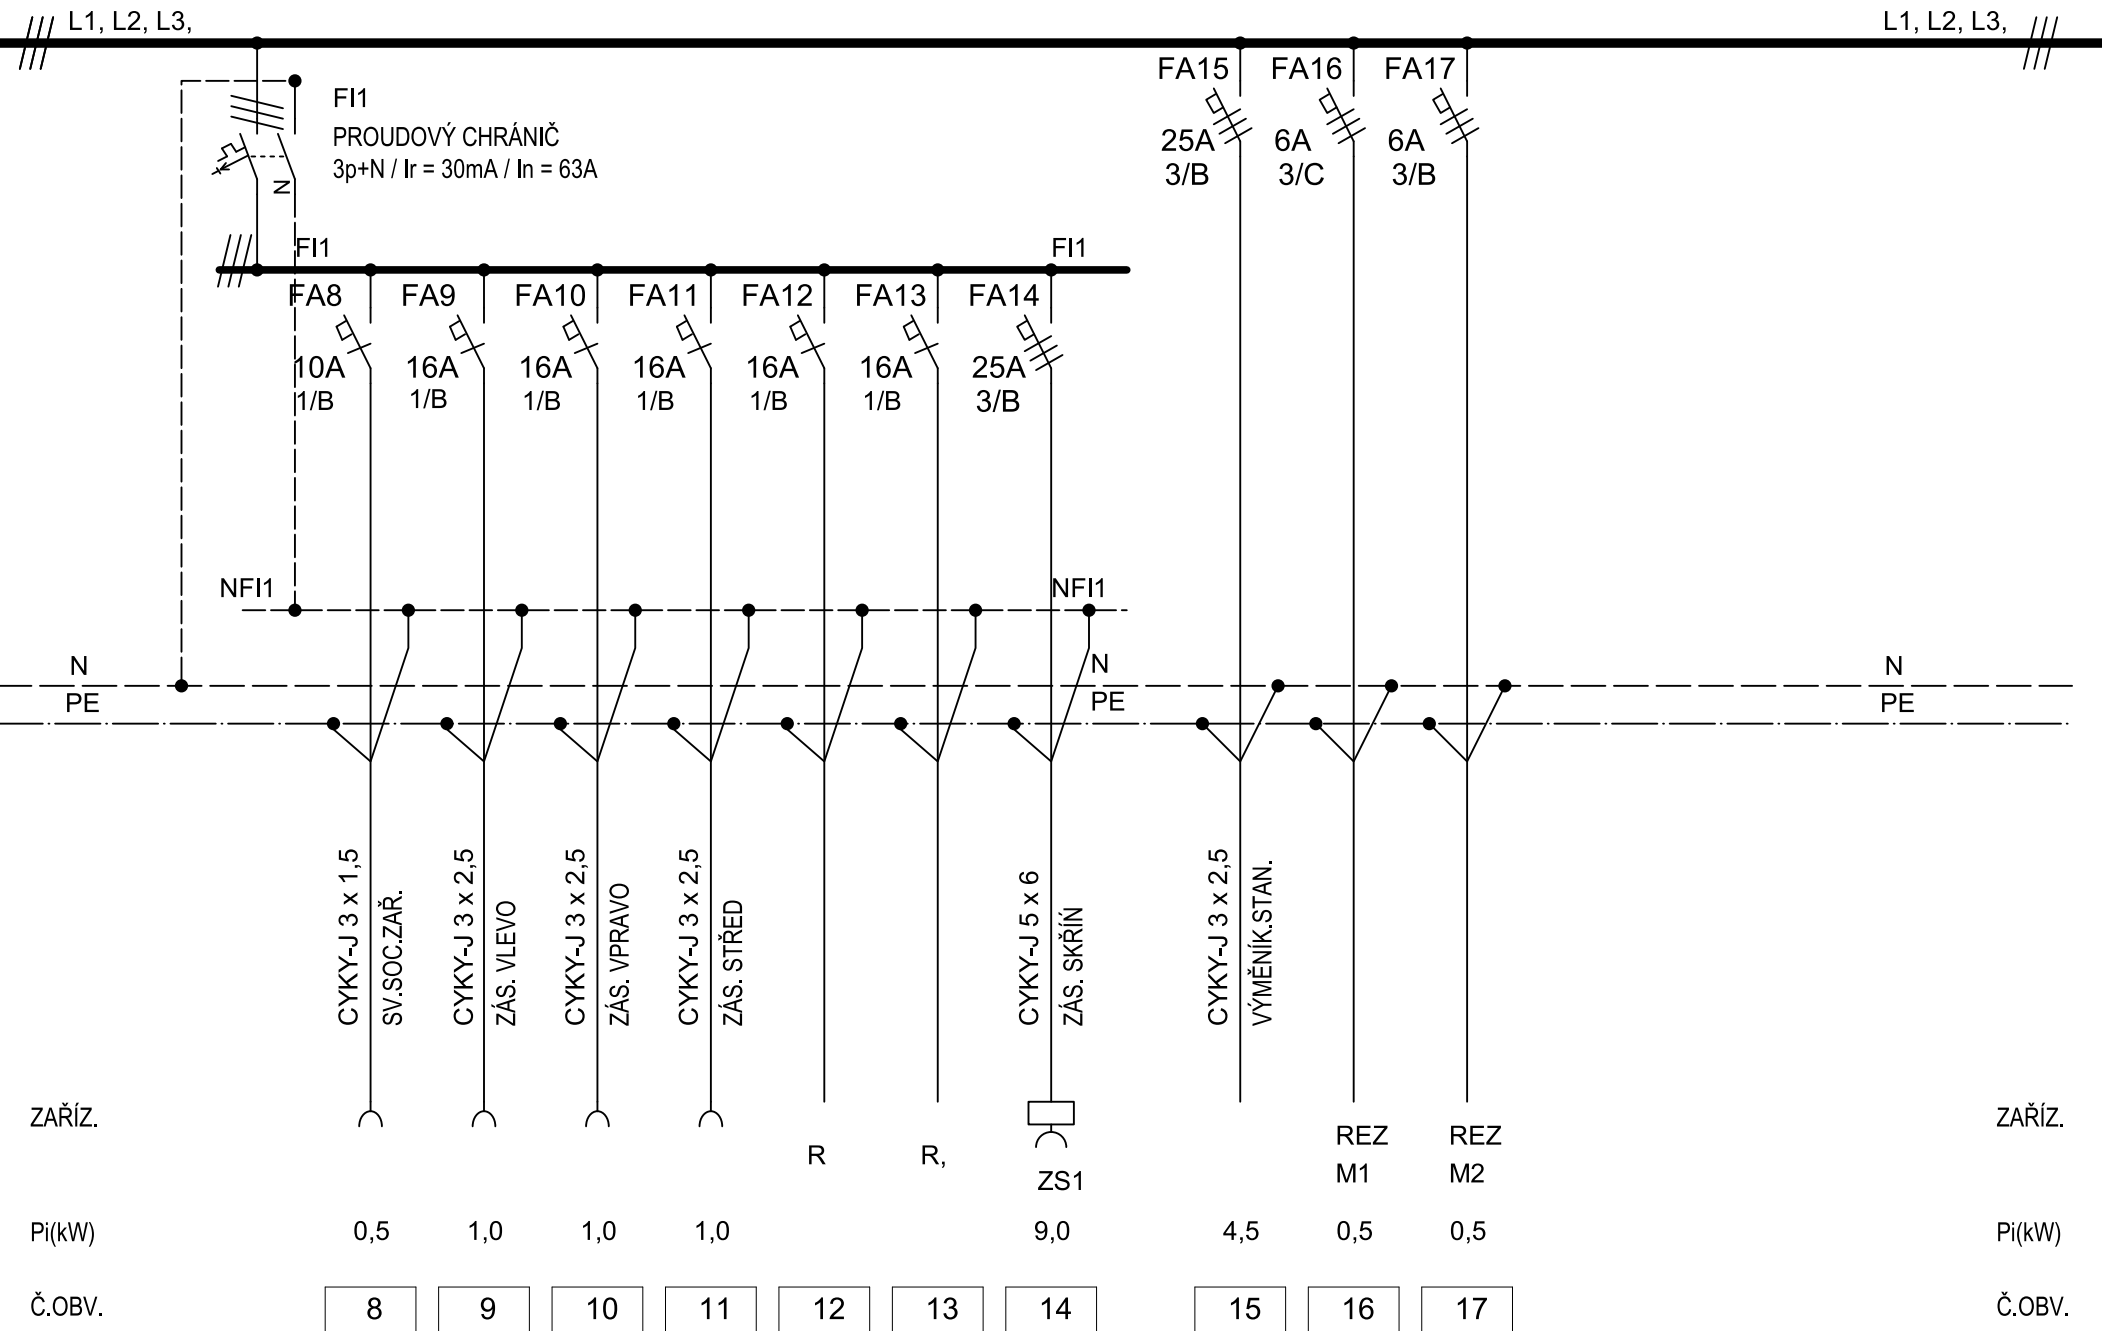 L1, L2, L3,
L1, L2, L3,
FI1
PROUDOVÝ CHRÁNIČ
3p+N / Ir = 30mA / In = 63A
N
FA15 FA16 FA17
25A 6A 6A
3/B 3/C 3/B
FI1 FI1
FA8 FA9 FA10 FA11 FA12 FA13 FA14
10A 16A 16A 16A 16A 16A 25A
1/B 1/B 1/B 1/B 1/B 1/B 3/B
NFI1 NFI1
N N N
PE PE PE
CYKY-J 3 x 1,5
SV.SOC.ZAŘ.
CYKY-J 3 x 2,5
ZÁS. VLEVO
CYKY-J 3 x 2,5
ZÁS. VPRAVO
CYKY-J 3 x 2,5
ZÁS. STŘED
CYKY-J 5 x 6
ZÁS. SKŘÍN
CYKY-J 3 x 2,5
VÝMĚNÍK.STAN.
ZAŘÍZ. ZAŘÍZ.
R R,
ZS1
REZ REZ
M1 M2
Pi(kW) 0,5 1,0 1,0 1,0 9,0 4,5 0,5 0,5 Pi(kW)
Č.OBV. 8 9 10 11 12 13 14 15 16 17 Č.OBV.